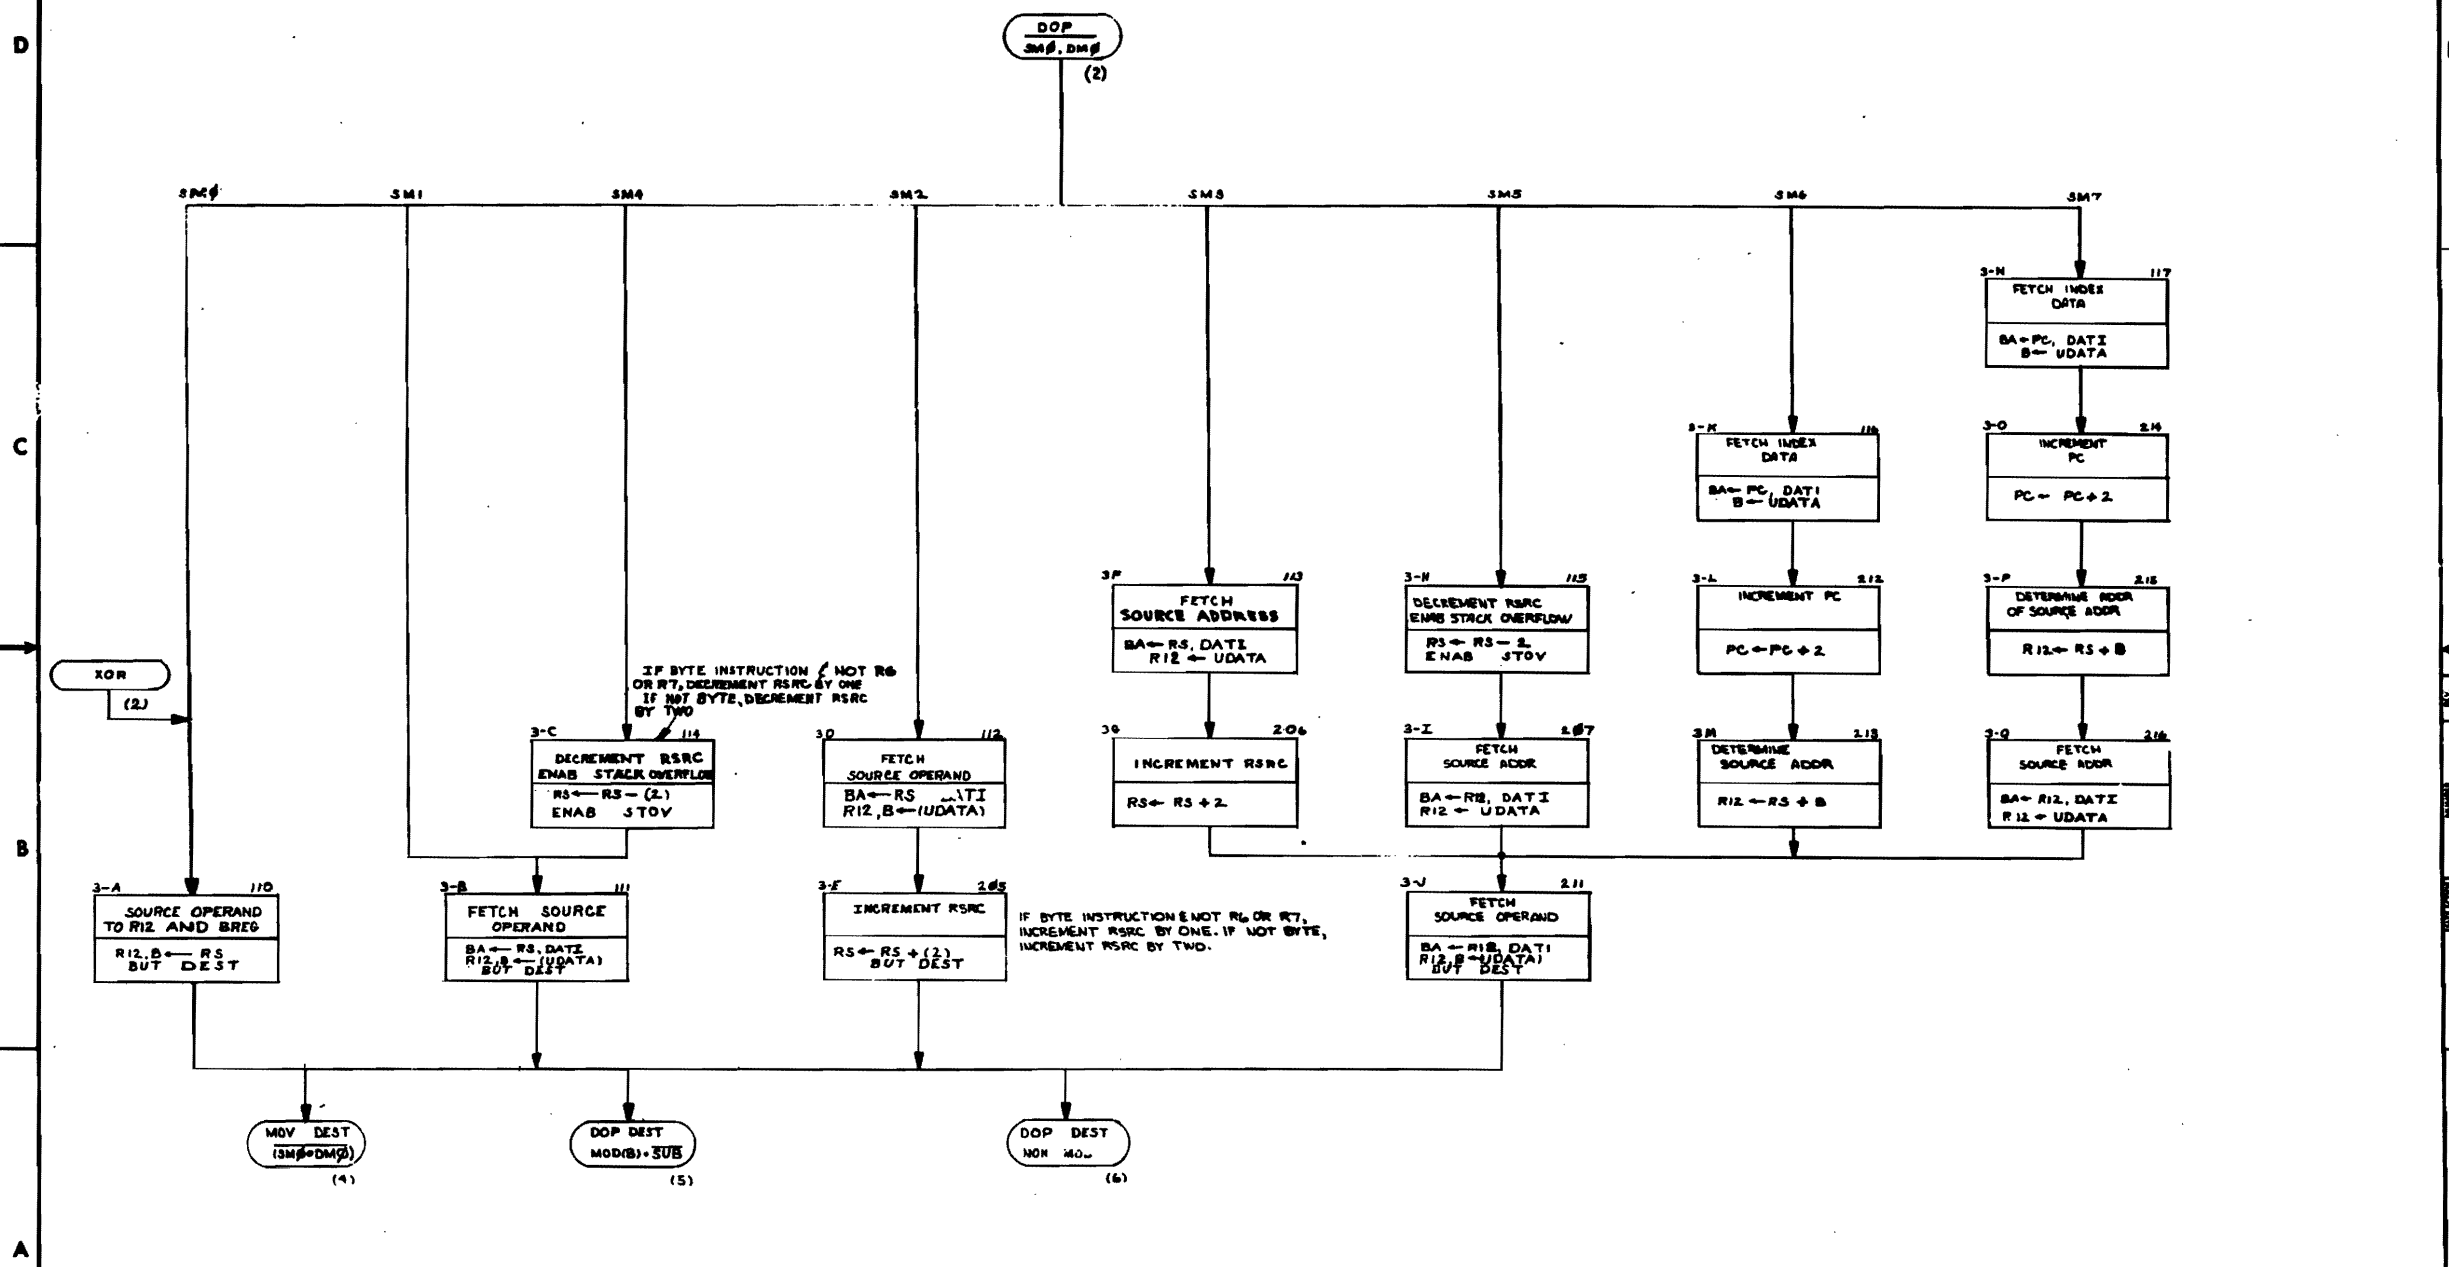 D
DOP
SMØ, DMØ
(2)
SMØ
SM1
SM4
SM2
SM3
SM5
SM6
SM7
3-N 117
FETCH INDEX
DATA
BA←PC, DATI
B← UDATA
C
3-K 116
FETCH INDEX
DATA
BA← PC, DATI
B← UDATA
3-O 214
INCREMENT
PC
PC← PC+2
3F 113
FETCH
SOURCE ADDRESS
BA←RS, DATI
R12 ← UDATA
3-H 115
DECREMENT RSRC
ENAB STACK OVERFLOW
RS← RS-2
ENAB STOV
3-L 212
INCREMENT PC
PC←PC+2
3-P 215
DETERMINE ADDR
OF SOURCE ADDR
R12← RS+B
XOR
(2)
IF BYTE INSTRUCTION & NOT R6
OR R7, DECREMENT RSRC BY ONE
IF NOT BYTE, DECREMENT RSRC
BY TWO
3-C 114
DECREMENT RSRC
ENAB STACK OVERFLOW
RS← RS-(2)
ENAB STOV
3D 112
FETCH
SOURCE OPERAND
BA←RS
R12,B←(UDATA)
3G 206
INCREMENT RSRC
RS← RS+2
3-I 2Ø7
FETCH
SOURCE ADDR
BA←R12, DATI
R12 ← UDATA
3M 213
DETERMINE
SOURCE ADDR
R12 ←RS+B
3-Q 216
FETCH
SOURCE ADDR
BA← R12, DATI
R12 ← UDATA
B
3-A 110
SOURCE OPERAND
TO R12 AND BREG
R12,B← RS
BUT DEST
3-B 111
FETCH SOURCE
OPERAND
BA← RS, DATI
R12,B←(UDATA)
BUT DEST
3-E 2Ø5
INCREMENT RSRC
RS← RS+(2)
BUT DEST
IF BYTE INSTRUCTION & NOT R6 OR R7,
INCREMENT RSRC BY ONE. IF NOT BYTE,
INCREMENT RSRC BY TWO.
3-J 211
FETCH
SOURCE OPERAND
BA ←R12, DATI
R12,B←(UDATA)
BUT DEST
MOV DEST
(SMØ•DMØ)
(4)
DOP DEST
MOD(B)•SUB
(5)
DOP DEST
NON
(6)
A